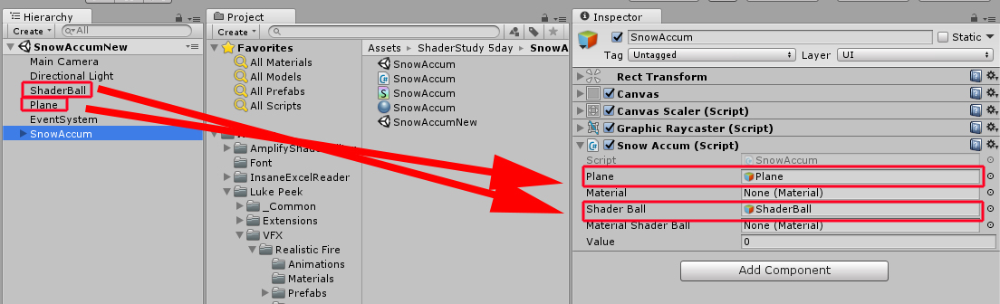 Hierarchy
Create
All
SnowAccumNew
Main Camera
Directional Light
ShaderBall
Plane
EventSystem
SnowAccum
Project
Create
Favorites
All Materials
All Models
All Prefabs
All Scripts
AmplifyShader
Font
InsaneExcelReader
Luke Peek
_Common
Extensions
VFX
Realistic Fire
Animations
Materials
Prefabs
Assets ShaderStudy 5day SnowA
SnowAccum
SnowAccum
SnowAccum
SnowAccum
SnowAccumNew
Inspector
SnowAccum Static
Tag Untagged Layer UI
Rect Transform
Canvas
Canvas Scaler (Script)
Graphic Raycaster (Script)
Snow Accum (Script)
Script SnowAccum
Plane Plane
Material None (Material)
Shader Ball ShaderBall
Material Shader Ball None (Material)
Value 0
Add Component